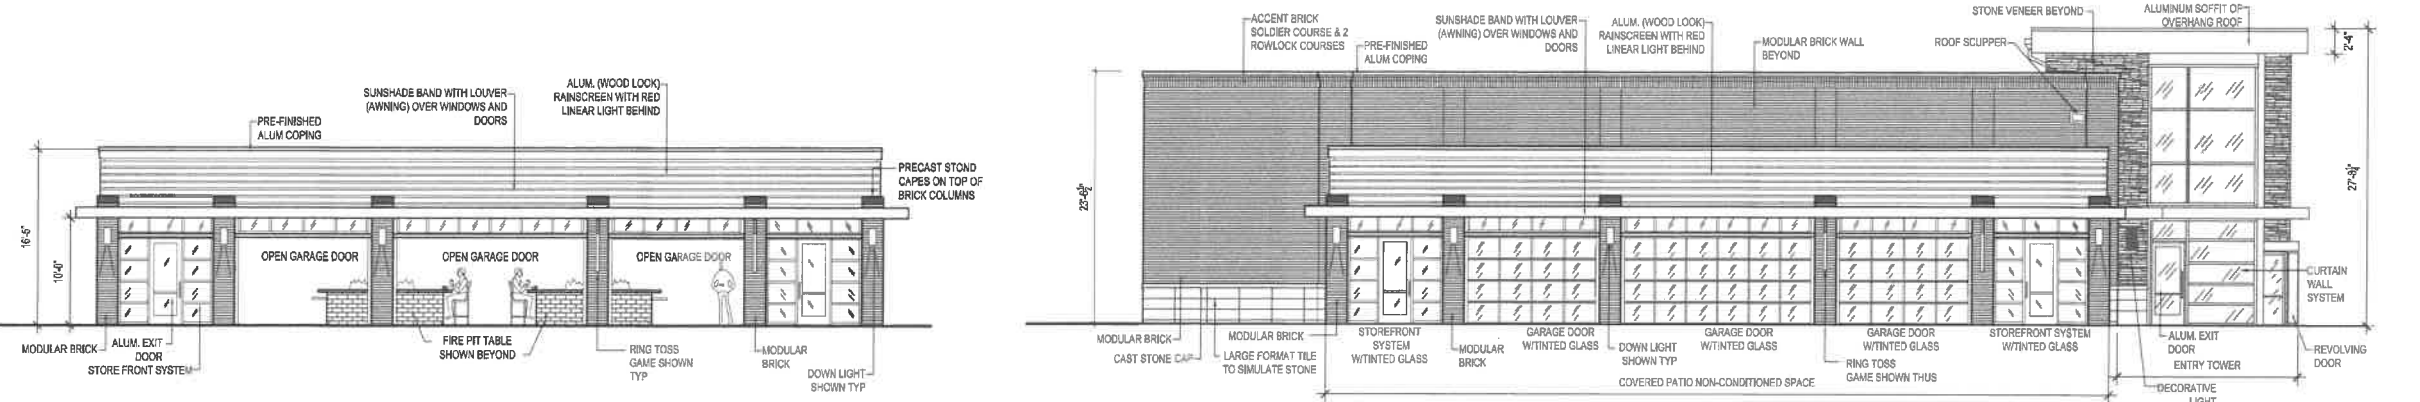 SUNSHADE BAND WITH LOUVER
(AWNING) OVER WINDOWS AND
DOORS
ALUM. (WOOD LOOK)
RAINSCREEN WITH RED
LINEAR LIGHT BEHIND
PRE-FINISHED
ALUM COPING
PRECAST STOND
CAPES ON TOP OF
BRICK COLUMNS
16'-5"
10'-0"
OPEN GARAGE DOOR
OPEN GARAGE DOOR
OPEN GARAGE DOOR
MODULAR BRICK
ALUM. EXIT
DOOR
STORE FRONT SYSTEM
FIRE PIT TABLE
SHOWN BEYOND
RING TOSS
GAME SHOWN
TYP
MODULAR
BRICK
DOWN LIGHT
SHOWN TYP
ACCENT BRICK
SOLDIER COURSE & 2
ROWLOCK COURSES
PRE-FINISHED
ALUM COPING
SUNSHADE BAND WITH LOUVER
(AWNING) OVER WINDOWS AND
DOORS
ALUM. (WOOD LOOK)
RAINSCREEN WITH RED
LINEAR LIGHT BEHIND
MODULAR BRICK WALL
BEYOND
STONE VENEER BEYOND
ROOF SCUPPER
ALUMINUM SOFFIT OF
OVERHANG ROOF
2'-4"
MODULAR BRICK
CAST STONE CAP
LARGE FORMAT TILE
TO SIMULATE STONE
MODULAR BRICK
STOREFRONT
SYSTEM
W/TINTED GLASS
MODULAR
BRICK
GARAGE DOOR
W/TINTED GLASS
DOWN LIGHT
SHOWN TYP
GARAGE DOOR
W/TINTED GLASS
RING TOSS
GAME SHOWN THUS
GARAGE DOOR
W/TINTED GLASS
STOREFRONT SYSTEM
W/TINTED GLASS
COVERED PATIO NON-CONDITIONED SPACE
ALUM. EXIT
DOOR
ENTRY TOWER
DECORATIVE
LIGHT
CURTAIN
WALL
SYSTEM
REVOLVING
DOOR